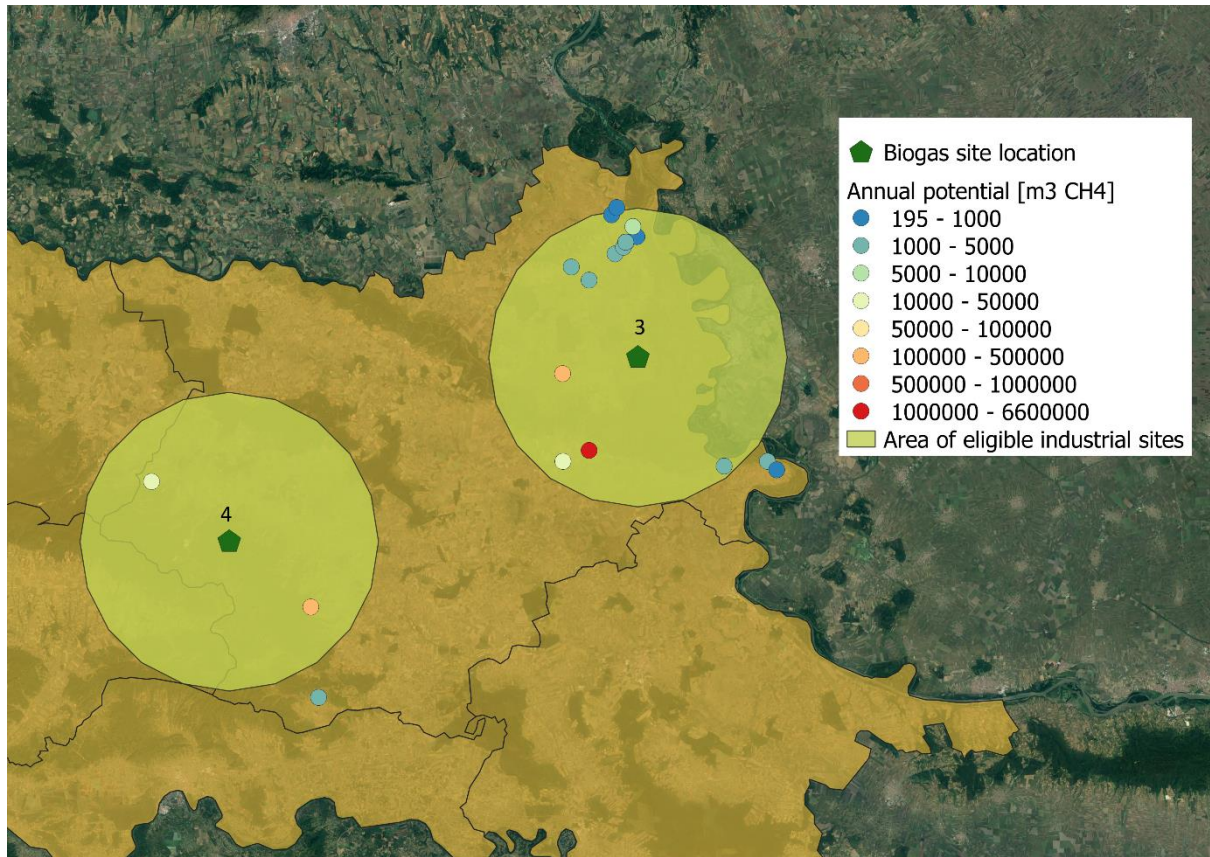 Biogas site location
Annual potential [m3 CH4]
195 - 1000
1000 - 5000
5000 - 10000
10000 - 50000
50000 - 100000
100000 - 500000
500000 - 1000000
1000000 - 6600000
Area of eligible industrial sites
3
4